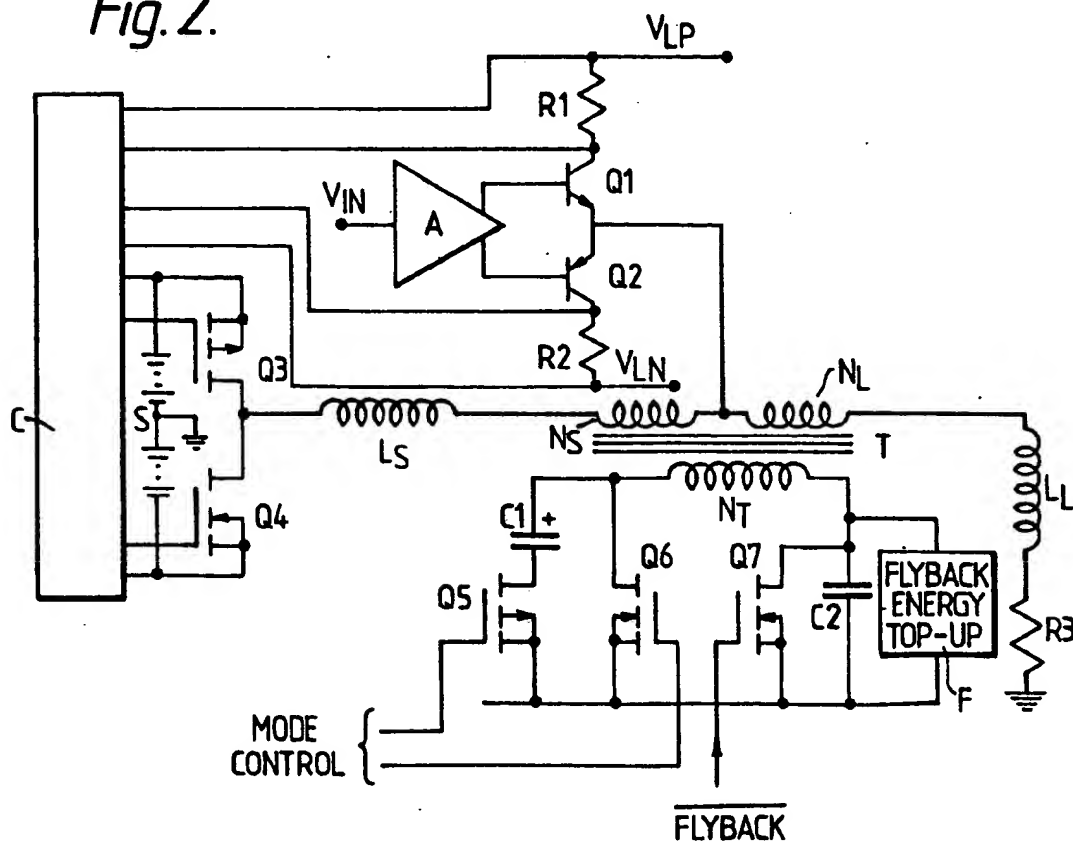 Fig. 2.
VLP
R1
Q1
VIN
A
Q2
R2
VLN
NL
Q3
C
S
LS
NS
T
NT
LL
Q4
C1 +
Q6
Q7
Q5
C2
FLYBACK
ENERGY
TOP-UP
R3
F
MODE
CONTROL
FLYBACK